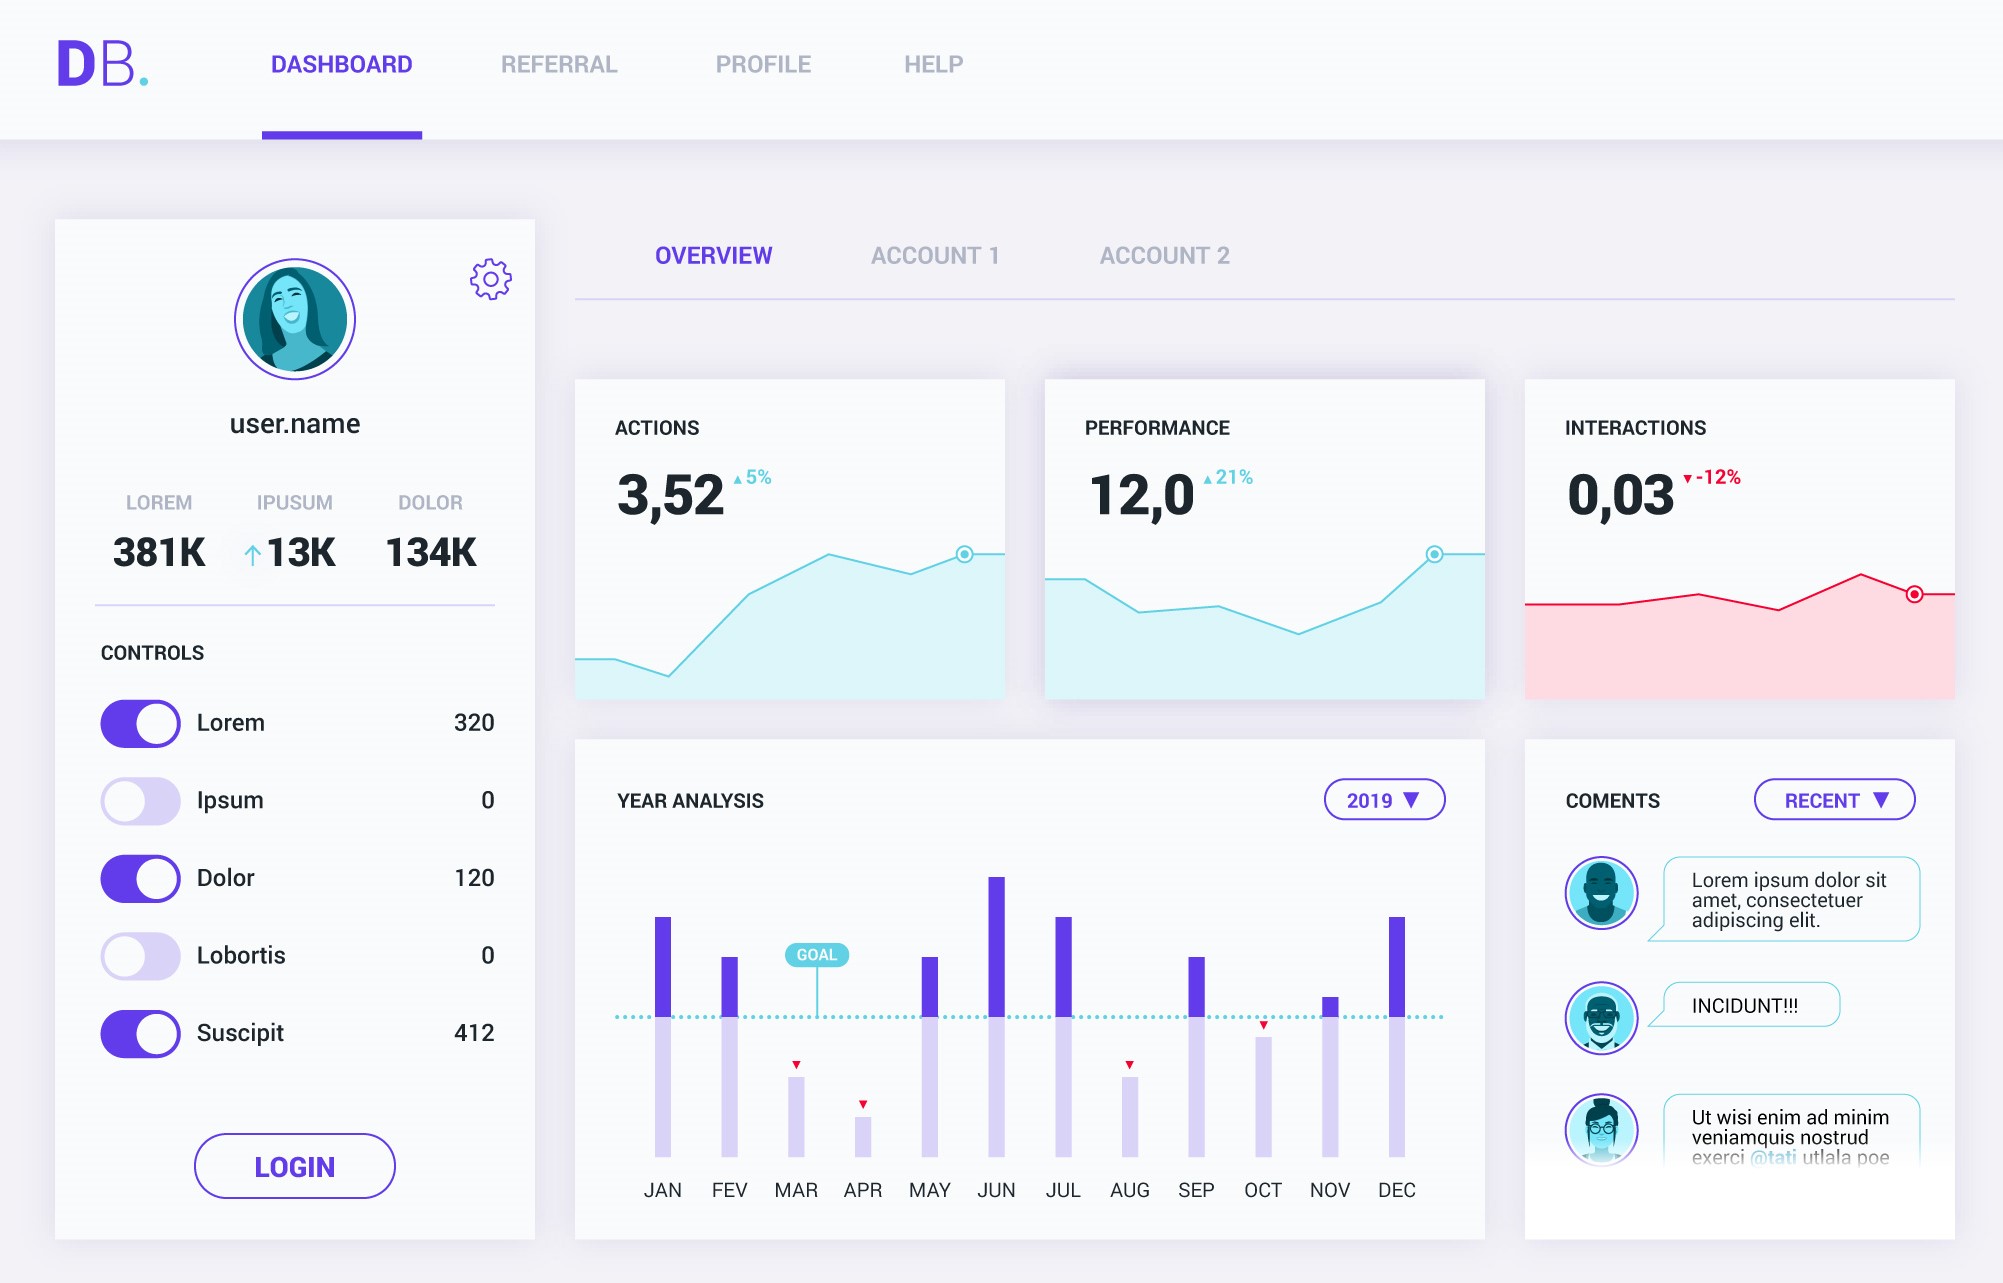 DB.
DASHBOARD
REFERRAL
PROFILE
HELP
user.name
LOREM
IPUSUM
DOLOR
381K
↑13K
134K
CONTROLS
Lorem 320
Ipsum 0
Dolor 120
Lobortis 0
Suscipit 412
LOGIN
OVERVIEW
ACCOUNT 1
ACCOUNT 2
ACTIONS
3,52 ▲5%
PERFORMANCE
12,0 ▲21%
INTERACTIONS
0,03 ▼-12%
YEAR ANALYSIS
2019 ▼
GOAL
JAN FEV MAR APR MAY JUN JUL AUG SEP OCT NOV DEC
COMENTS
RECENT ▼
Lorem ipsum dolor sit
amet, consectetuer
adipiscing elit.
INCIDUNT!!!
Ut wisi enim ad minim
veniamquis nostrud
exerci @tati utlala poe